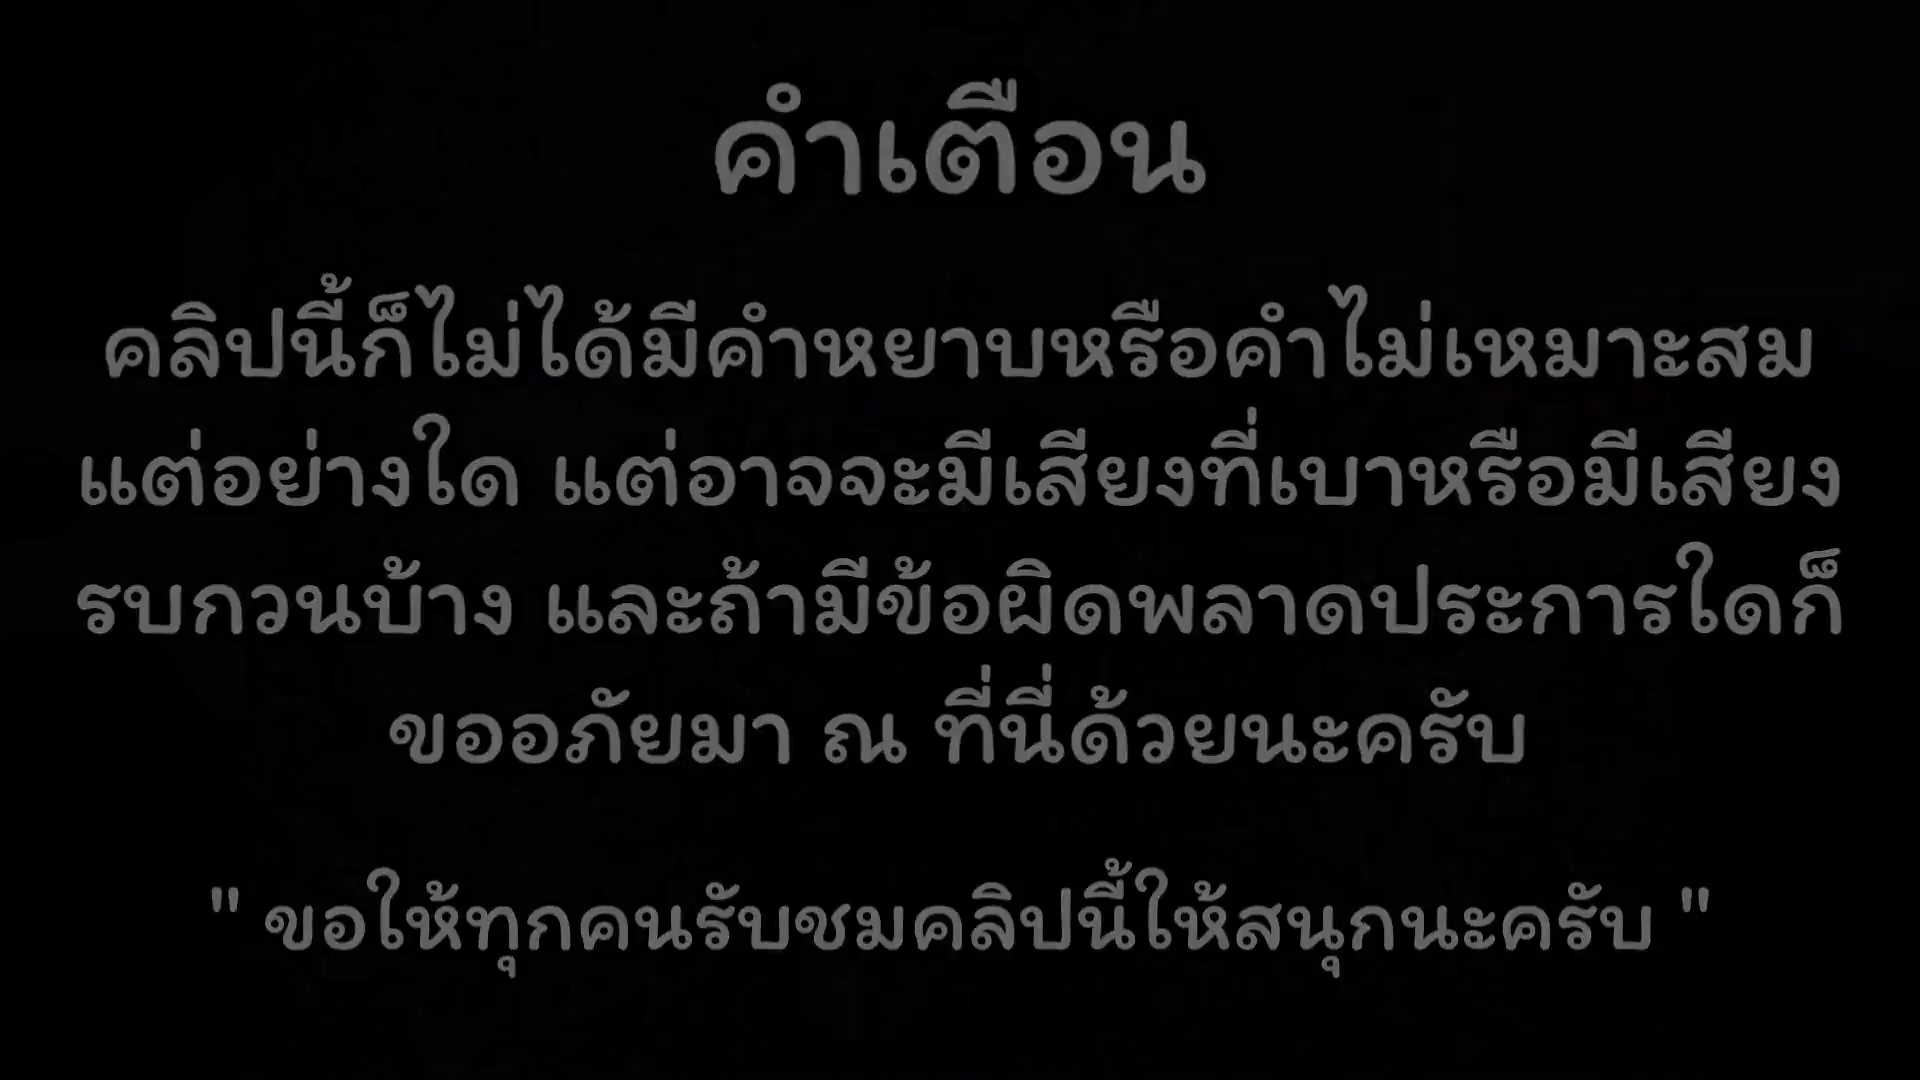 คำเตือน
คลิปนี้ก็ไม่ได้มีคำหยาบหรือคำไม่เหมาะสม
แต่อย่างใด แต่อาจจะมีเสียงที่เบาหรือมีเสียง
รบกวนบ้าง และถ้ามีข้อผิดพลาดประการใดก็
ขออภัยมา ณ ที่นี่ด้วยนะครับ
" ขอให้ทุกคนรับชมคลิปนี้ให้สนุกนะครับ "